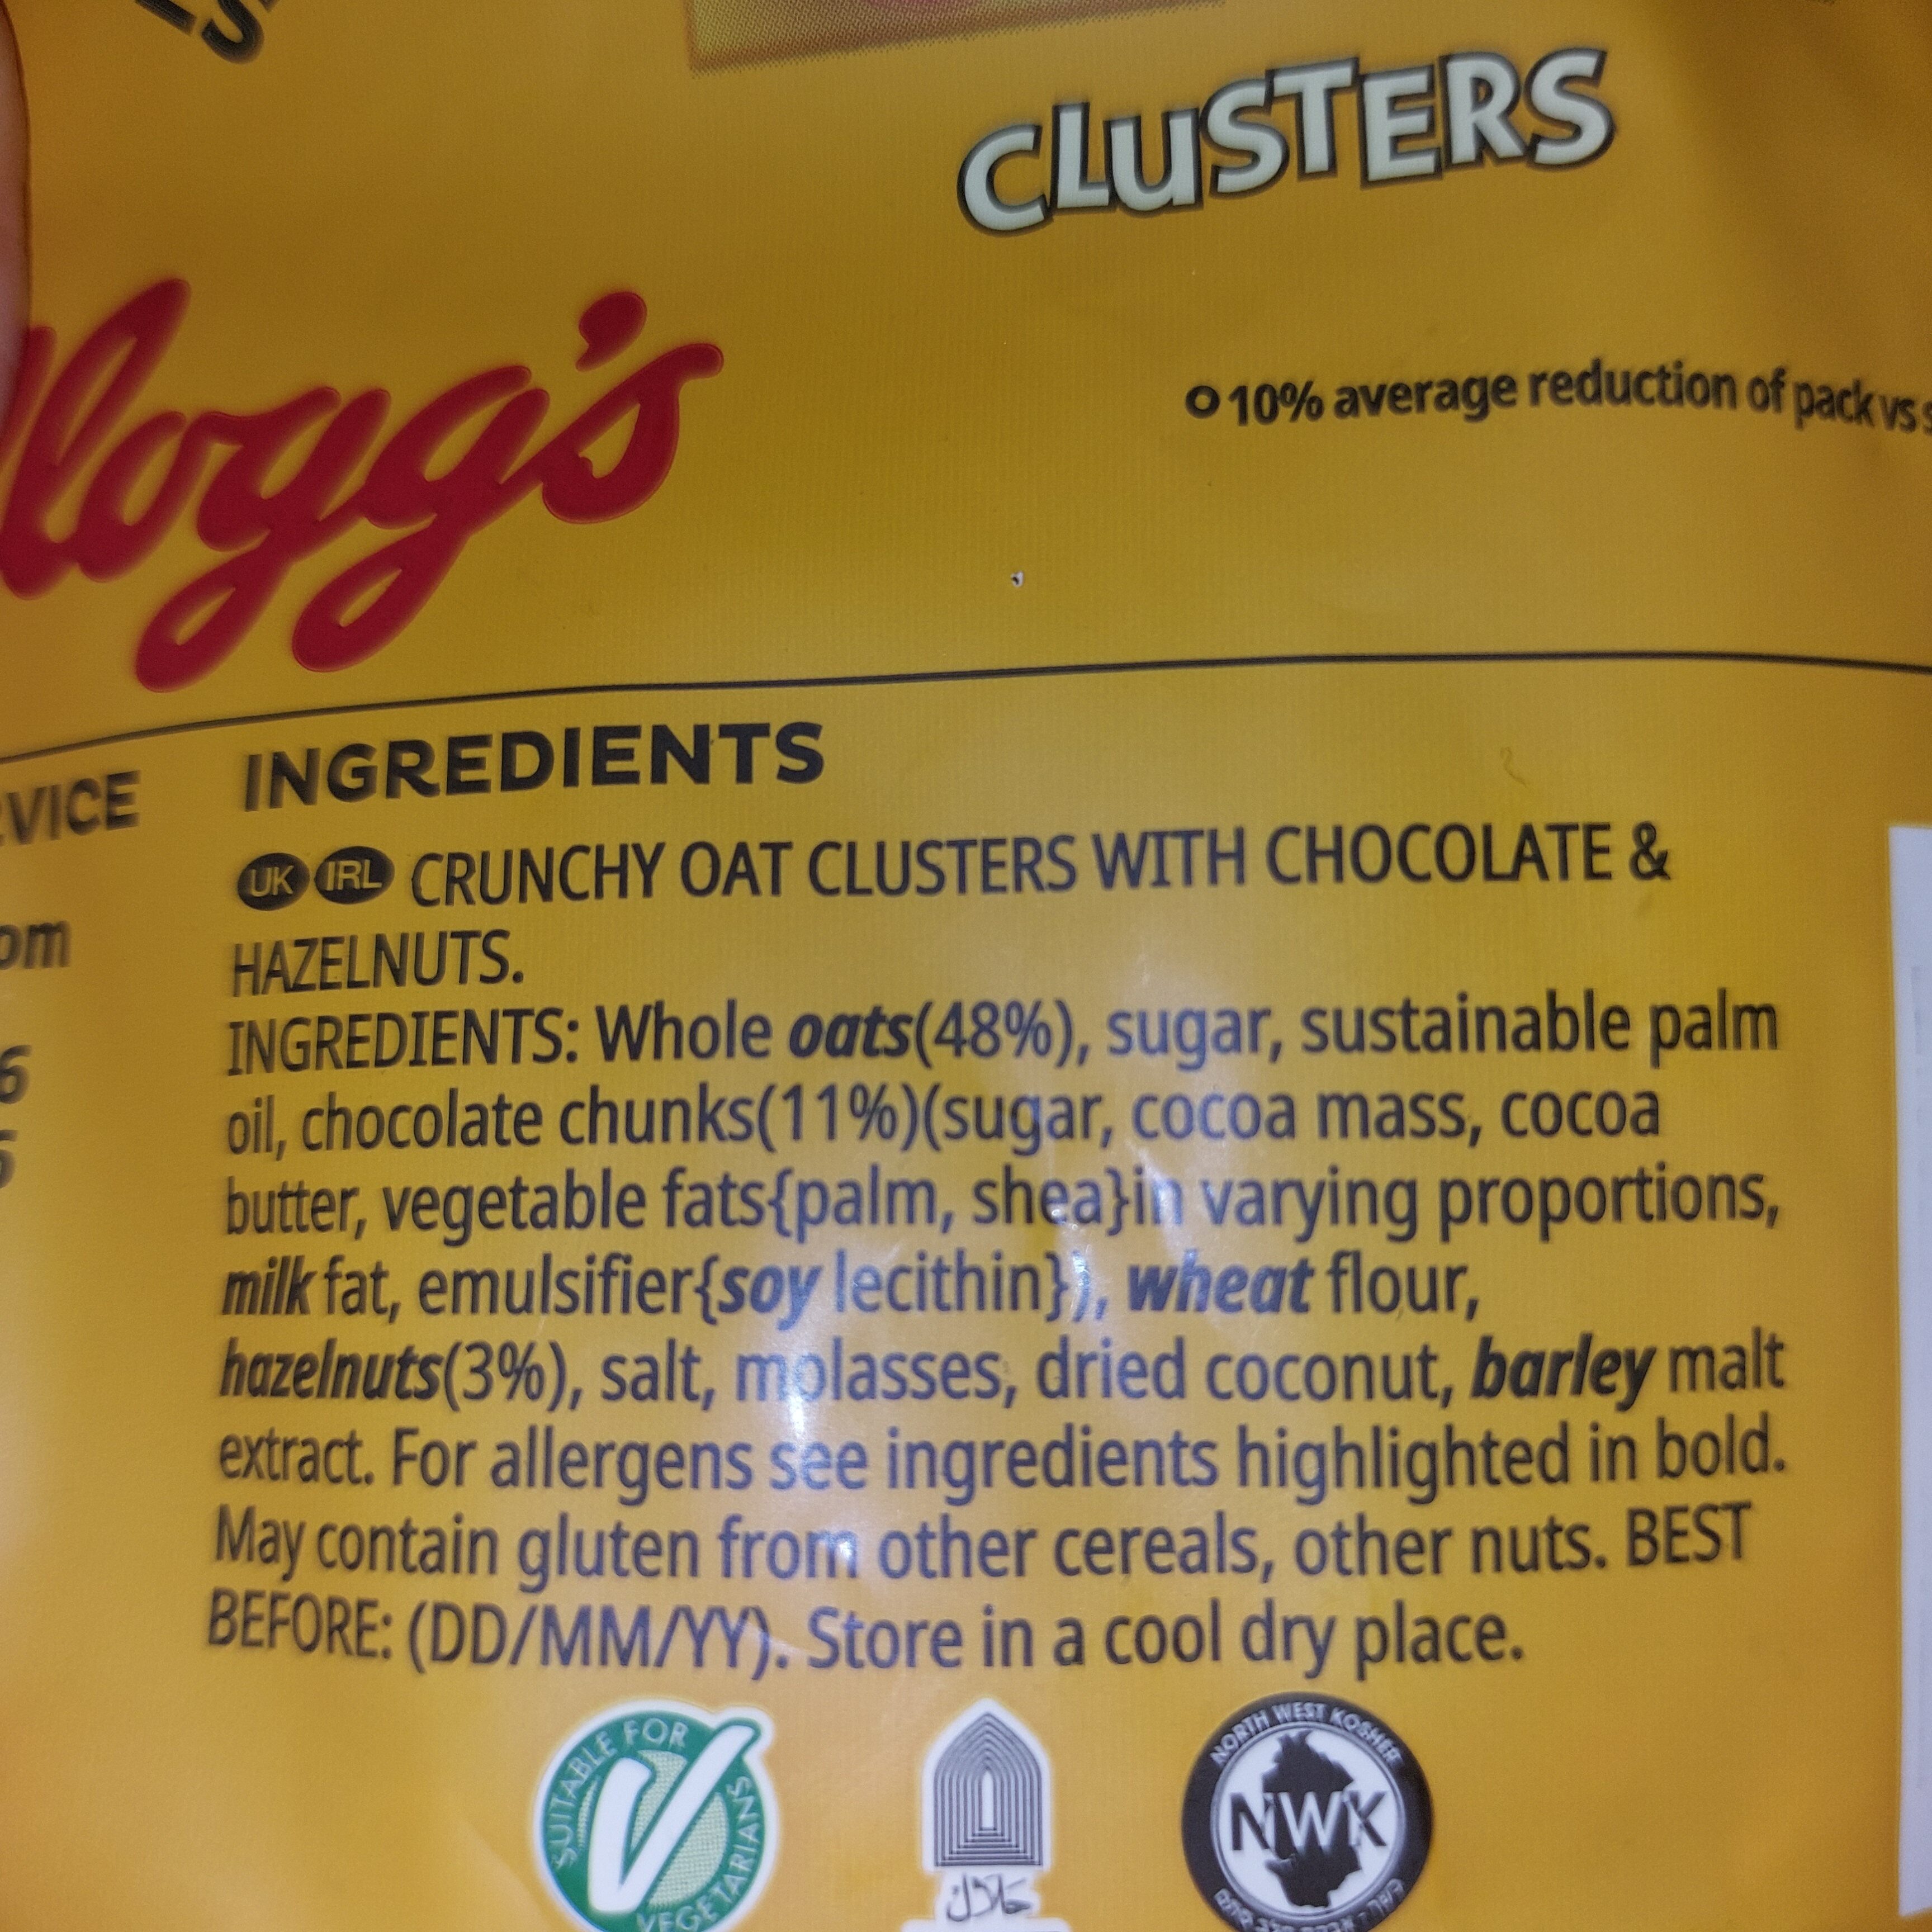 CLUSTERS
10% average reduction of pack vs
INGREDIENTS
UK IRL CRUNCHY OAT CLUSTERS WITH CHOCOLATE &
HAZELNUTS.
INGREDIENTS: Whole oats(48%), sugar, sustainable palm
oil, chocolate chunks(11%)(sugar, cocoa mass, cocoa
butter, vegetable fats{palm, shea}in varying proportions,
milk fat, emulsifier{soy lecithin}), wheat flour,
hazelnuts(3%), salt, molasses, dried coconut, barley malt
extract. For allergens see ingredients highlighted in bold.
May contain gluten from other cereals, other nuts. BEST
BEFORE: (DD/MM/YY). Store in a cool dry place.
SUITABLE FOR
VEGETARIANS
حلال
NORTH WEST KOSHER
NWK